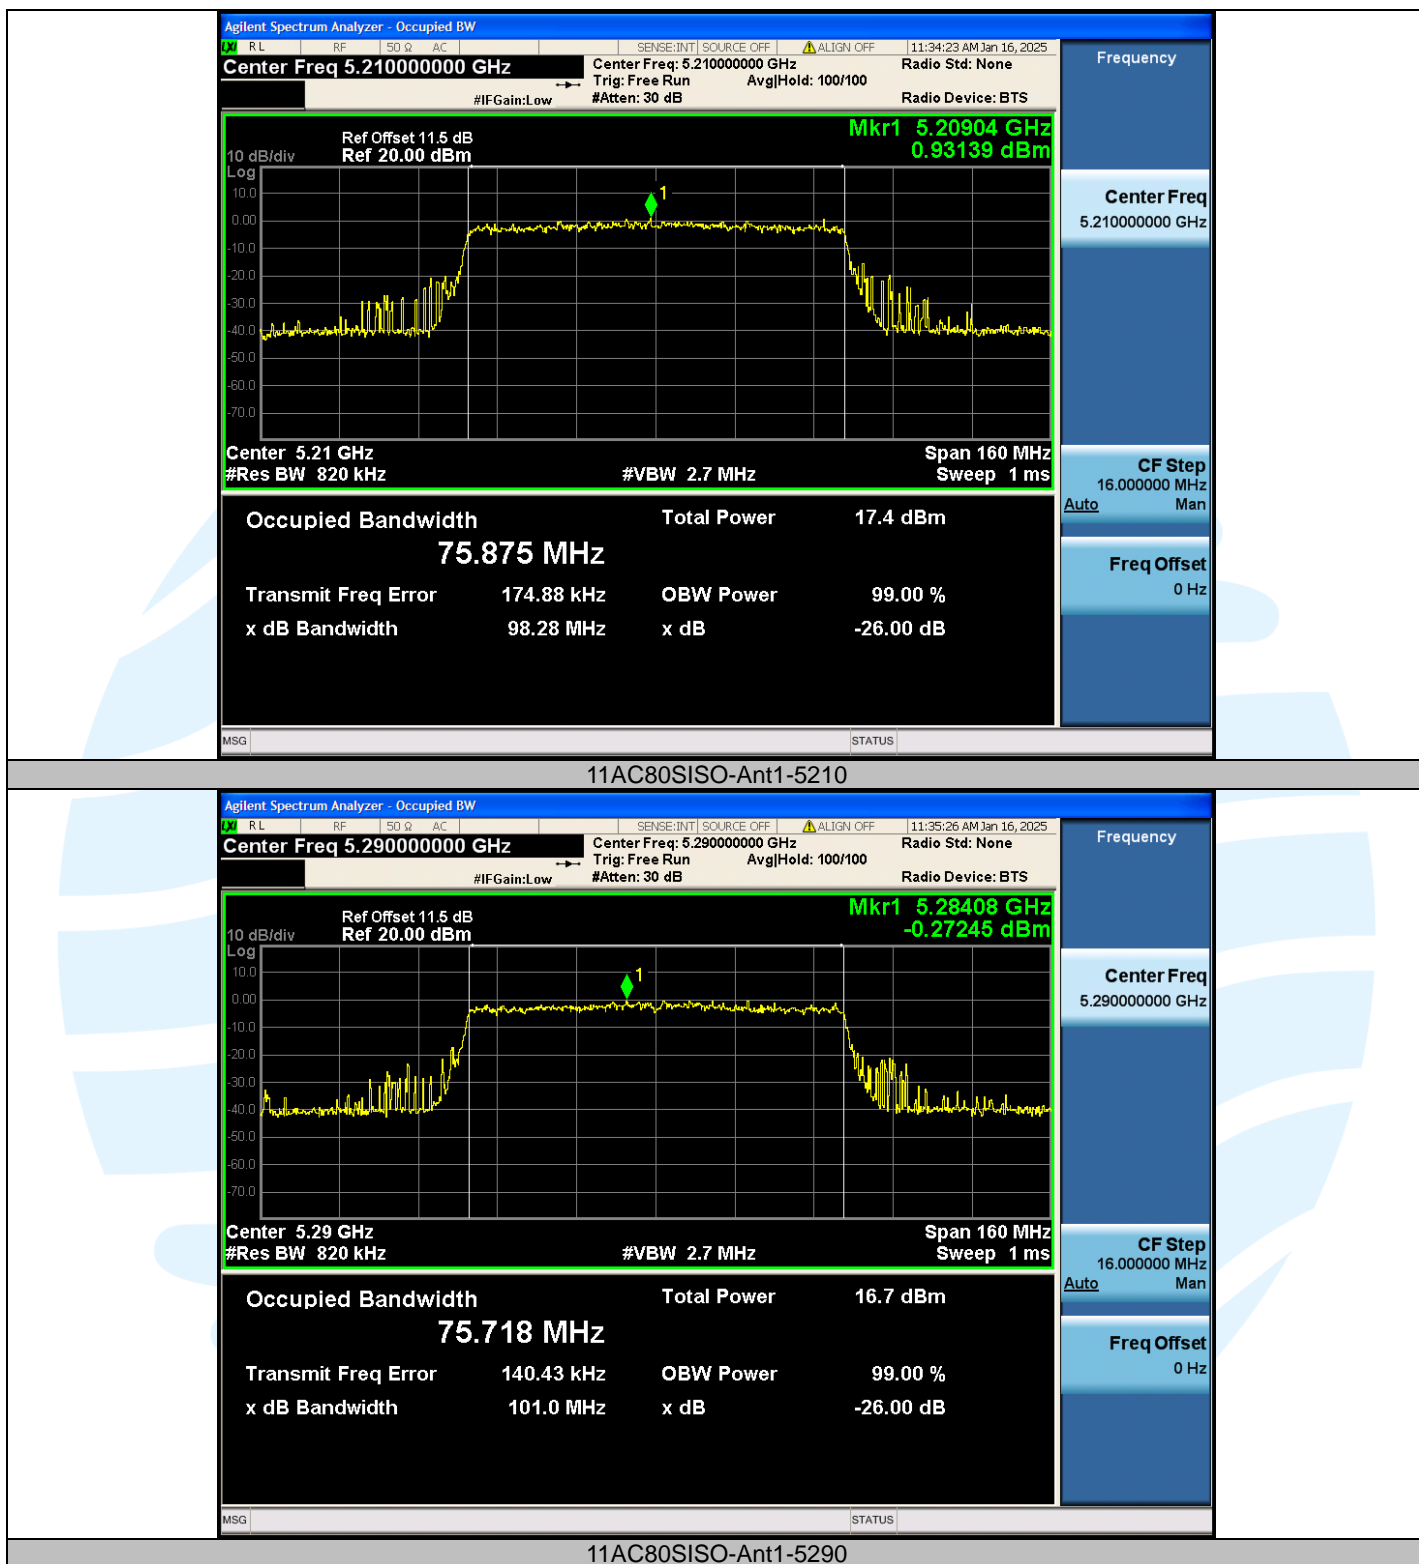 Agilent Spectrum Analyzer - Occupied BW
LXI RL RF 50 Ω AC SENSE:INT SOURCE OFF ALIGN OFF 11:34:23 AM Jan 16, 2025
Center Freq 5.210000000 GHz
Center Freq: 5.210000000 GHz Radio Std: None
Trig: Free Run Avg|Hold: 100/100
#IFGain:Low #Atten: 30 dB Radio Device: BTS
Mkr1 5.20904 GHz
0.93139 dBm
Ref Offset 11.5 dB
10 dB/div Ref 20.00 dBm
Log
10.0
1
0.00
-10.0
-20.0
-30.0
-40.0
-50.0
-60.0
-70.0
Center 5.21 GHz Span 160 MHz
#Res BW 820 kHz #VBW 2.7 MHz Sweep 1 ms
Occupied Bandwidth Total Power 17.4 dBm
75.875 MHz
Transmit Freq Error 174.88 kHz OBW Power 99.00 %
x dB Bandwidth 98.28 MHz x dB -26.00 dB
MSG STATUS
Frequency
Center Freq
5.210000000 GHz
CF Step
16.000000 MHz
Auto Man
Freq Offset
0 Hz
11AC80SISO-Ant1-5210
Agilent Spectrum Analyzer - Occupied BW
LXI RL RF 50 Ω AC SENSE:INT SOURCE OFF ALIGN OFF 11:35:26 AM Jan 16, 2025
Center Freq 5.290000000 GHz
Center Freq: 5.290000000 GHz Radio Std: None
Trig: Free Run Avg|Hold: 100/100
#IFGain:Low #Atten: 30 dB Radio Device: BTS
Mkr1 5.28408 GHz
-0.27245 dBm
Ref Offset 11.5 dB
10 dB/div Ref 20.00 dBm
Log
10.0
1
0.00
-10.0
-20.0
-30.0
-40.0
-50.0
-60.0
-70.0
Center 5.29 GHz Span 160 MHz
#Res BW 820 kHz #VBW 2.7 MHz Sweep 1 ms
Occupied Bandwidth Total Power 16.7 dBm
75.718 MHz
Transmit Freq Error 140.43 kHz OBW Power 99.00 %
x dB Bandwidth 101.0 MHz x dB -26.00 dB
MSG STATUS
Frequency
Center Freq
5.290000000 GHz
CF Step
16.000000 MHz
Auto Man
Freq Offset
0 Hz
11AC80SISO-Ant1-5290